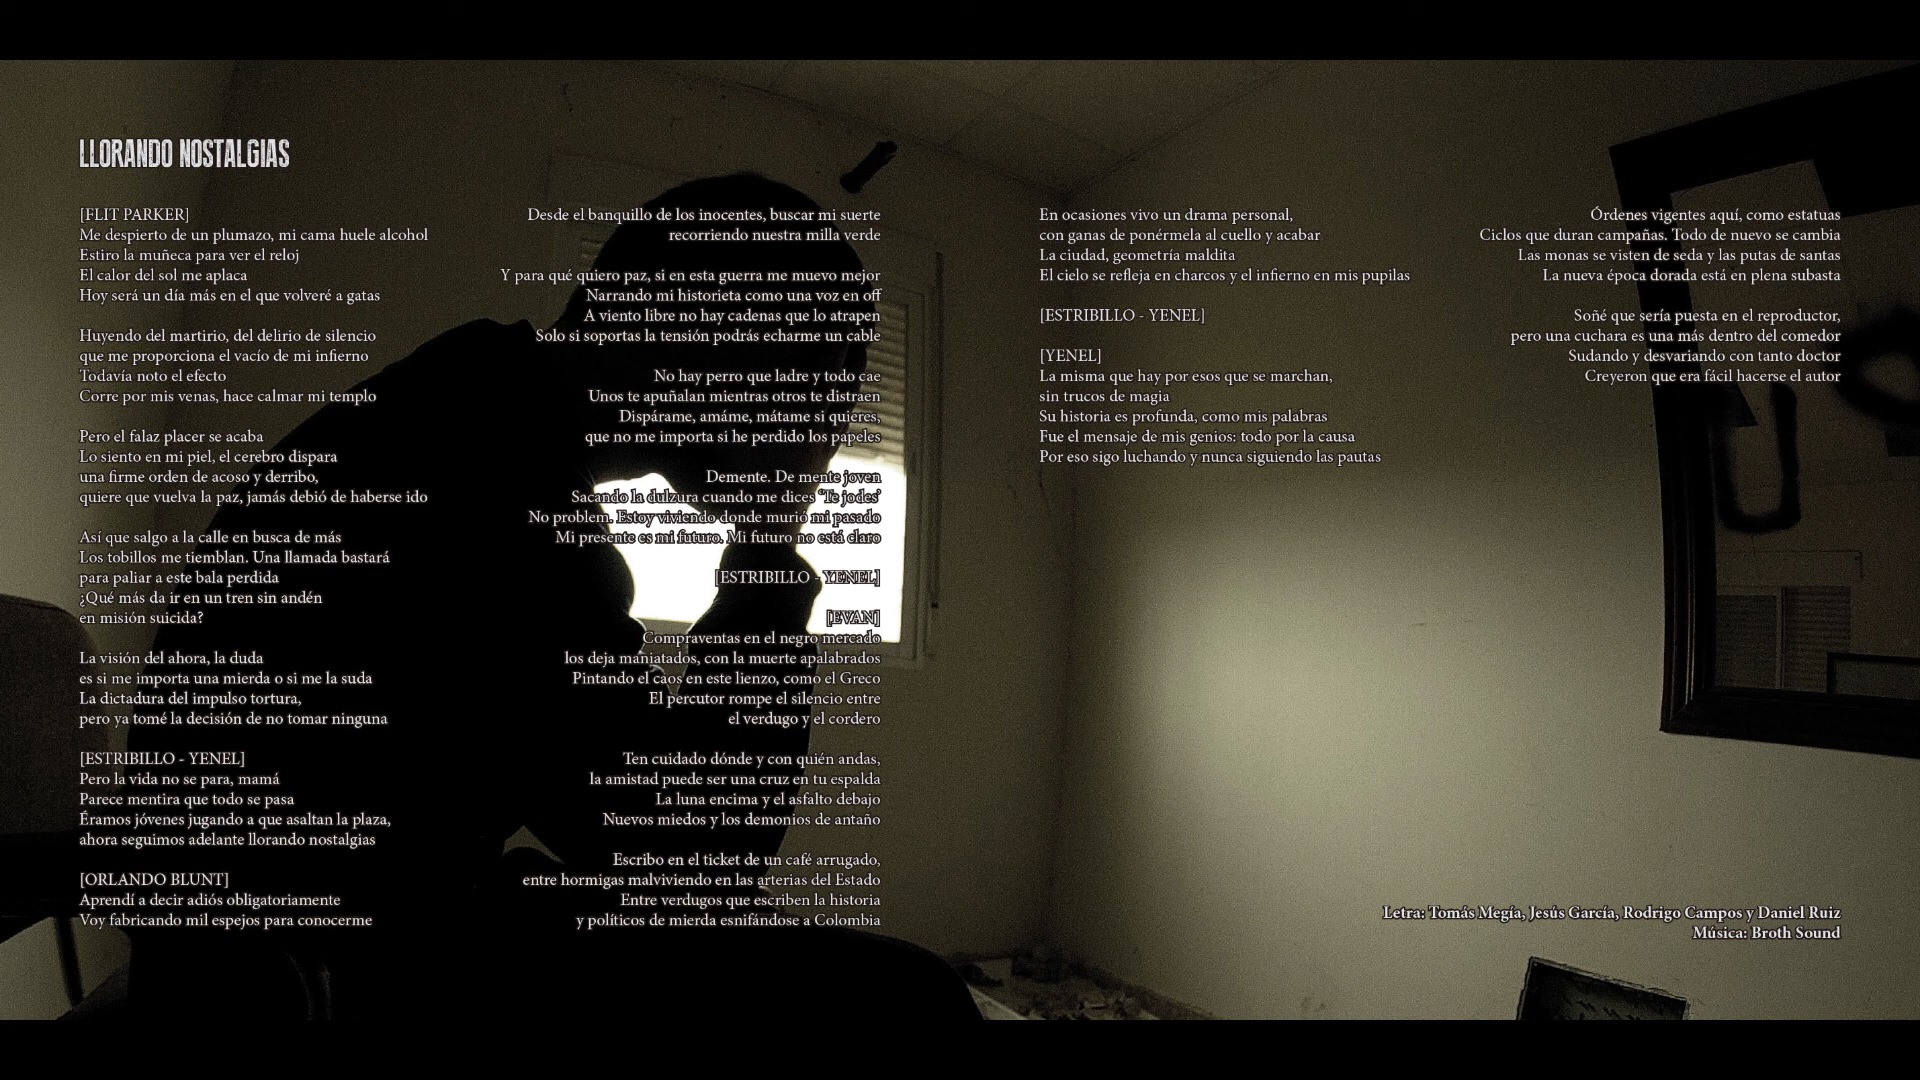 LLORANDO NOSTALGIAS
[FLIT PARKER]
Me despierto de un plumazo, mi cama huele alcohol
Estiro la muñeca para ver el reloj
El calor del sol me aplaca
Hoy será un día más en el que volveré a gatas
Huyendo del martirio, del delirio de silencio
que me proporciona el vacío de mi infierno
Todavía noto el efecto
Corre por mis venas, hace calmar mi templo
Pero el falaz placer se acaba
Lo siento en mi piel, el cerebro dispara
una firme orden de acoso y derribo,
quiere que vuelva la paz, jamás debió de haberse ido
Así que salgo a la calle en busca de más
Los tobillos me tiemblan. Una llamada bastará
para paliar a este bala perdida
¿Qué más da ir en un tren sin andén
en misión suicida?
La visión del ahora, la duda
es si me importa una mierda o si me la suda
La dictadura del impulso tortura,
pero ya tomé la decisión de no tomar ninguna
[ESTRIBILLO - YENEL]
Pero la vida no se para, mamá
Parece mentira que todo se pasa
Éramos jóvenes jugando a que asaltan la plaza,
ahora seguimos adelante llorando nostalgias
[ORLANDO BLUNT]
Aprendí a decir adiós obligatoriamente
Voy fabricando mil espejos para conocerme
Desde el banquillo de los inocentes, buscar mi suerte
recorriendo nuestra milla verde
Y para qué quiero paz, si en esta guerra me muevo mejor
Narrando mi historieta como una voz en off
A viento libre no hay cadenas que lo atrapen
Solo si soportas la tensión podrás echarme un cable
No hay perro que ladre y todo cae
Unos te apuñalan mientras otros te distraen
Dispárame, amáme, mátame si quieres,
que no me importa si he perdido los papeles
Demente. De mente joven
Sacando la dulzura cuando me dices 'Te jodes'
No problem. Estoy viviendo donde murió mi pasado
Mi presente es mi futuro. Mi futuro no está claro
[ESTRIBILLO - YENEL]
[EVAN]
Compraventas en el negro mercado
los deja maniatados, con la muerte apalabrados
Pintando el caos en este lienzo, como el Greco
El percutor rompe el silencio entre
el verdugo y el cordero
Ten cuidado dónde y con quién andas,
la amistad puede ser una cruz en tu espalda
La luna encima y el asfalto debajo
Nuevos miedos y los demonios de antaño
Escribo en el ticket de un café arrugado,
entre hormigas malviviendo en las arterias del Estado
Entre verdugos que escriben la historia
y políticos de mierda esnifándose a Colombia
En ocasiones vivo un drama personal,
con ganas de ponérmela al cuello y acabar
La ciudad, geometría maldita
El cielo se refleja en charcos y el infierno en mis pupilas
[ESTRIBILLO - YENEL]
[YENEL]
La misma que hay por esos que se marchan,
sin trucos de magia
Su historia es profunda, como mis palabras
Fue el mensaje de mis genios: todo por la causa
Por eso sigo luchando y nunca siguiendo las pautas
Órdenes vigentes aquí, como estatuas
Ciclos que duran campañas. Todo de nuevo se cambia
Las monas se visten de seda y las putas de santas
La nueva época dorada está en plena subasta
Soñé que sería puesta en el reproductor,
pero una cuchara es una más dentro del comedor
Sudando y desvariando con tanto doctor
Creyeron que era fácil hacerse el autor
Letra: Tomás Megía, Jesús García, Rodrigo Campos y Daniel Ruiz
Música: Broth Sound